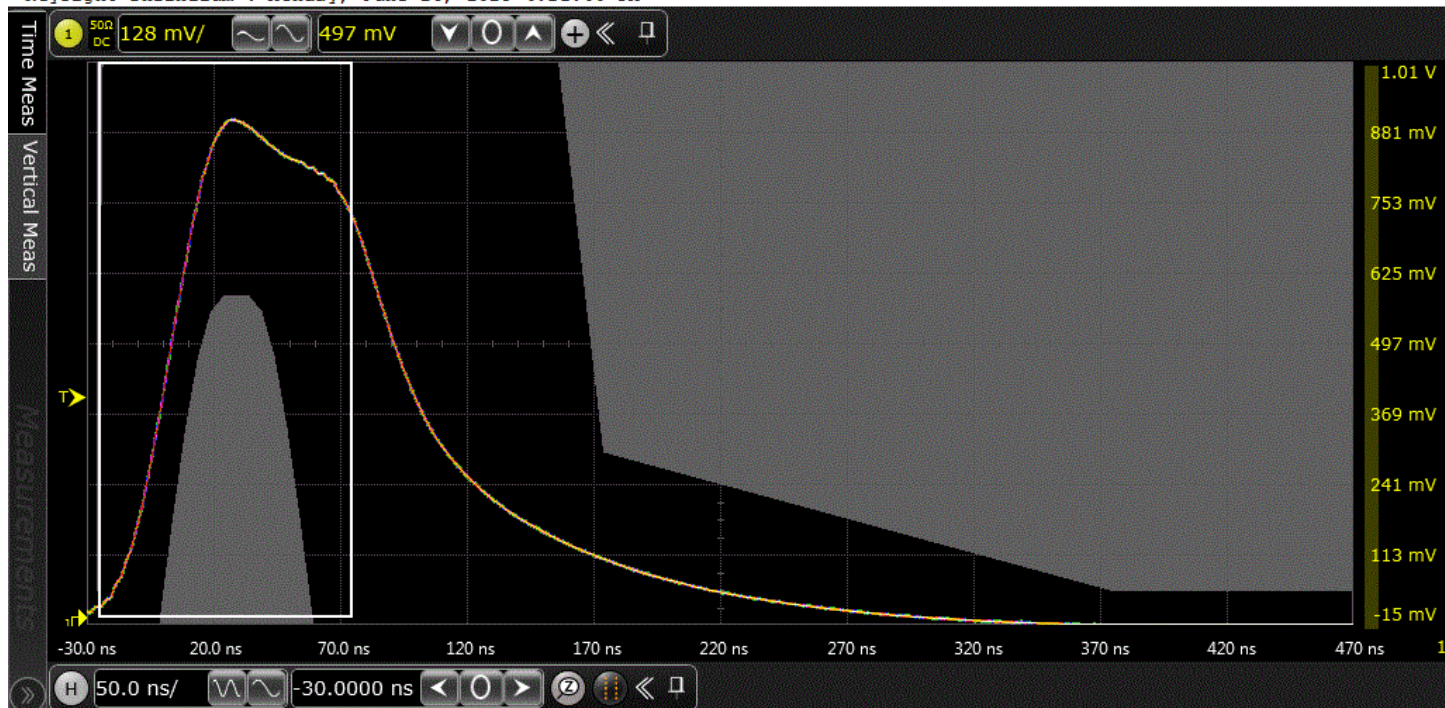 1 50Ω DC 128 mV/ 497 mV
Time Meas
Vertical Meas
Measurements
1.01 V
881 mV
753 mV
625 mV
497 mV
T
369 mV
241 mV
113 mV
-15 mV
-30.0 ns 20.0 ns 70.0 ns 120 ns 170 ns 220 ns 270 ns 320 ns 370 ns 420 ns 470 ns 1
H 50.0 ns/ -30.0000 ns Z